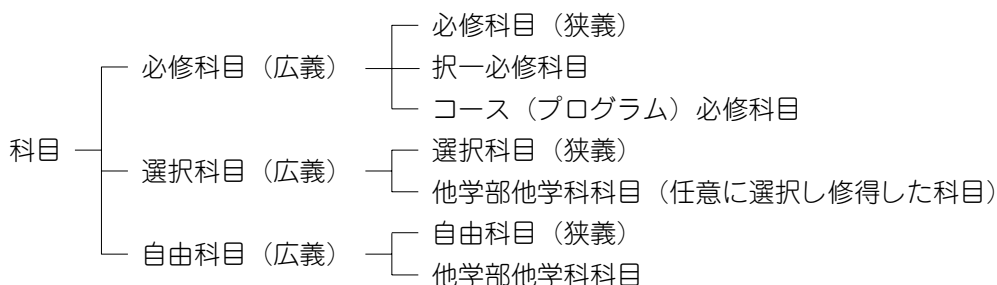 科目
必修科目（広義）
必修科目（狭義）
択一必修科目
コース（プログラム）必修科目
選択科目（広義）
選択科目（狭義）
他学部他学科科目（任意に選択し修得した科目）
自由科目（広義）
自由科目（狭義）
他学部他学科科目